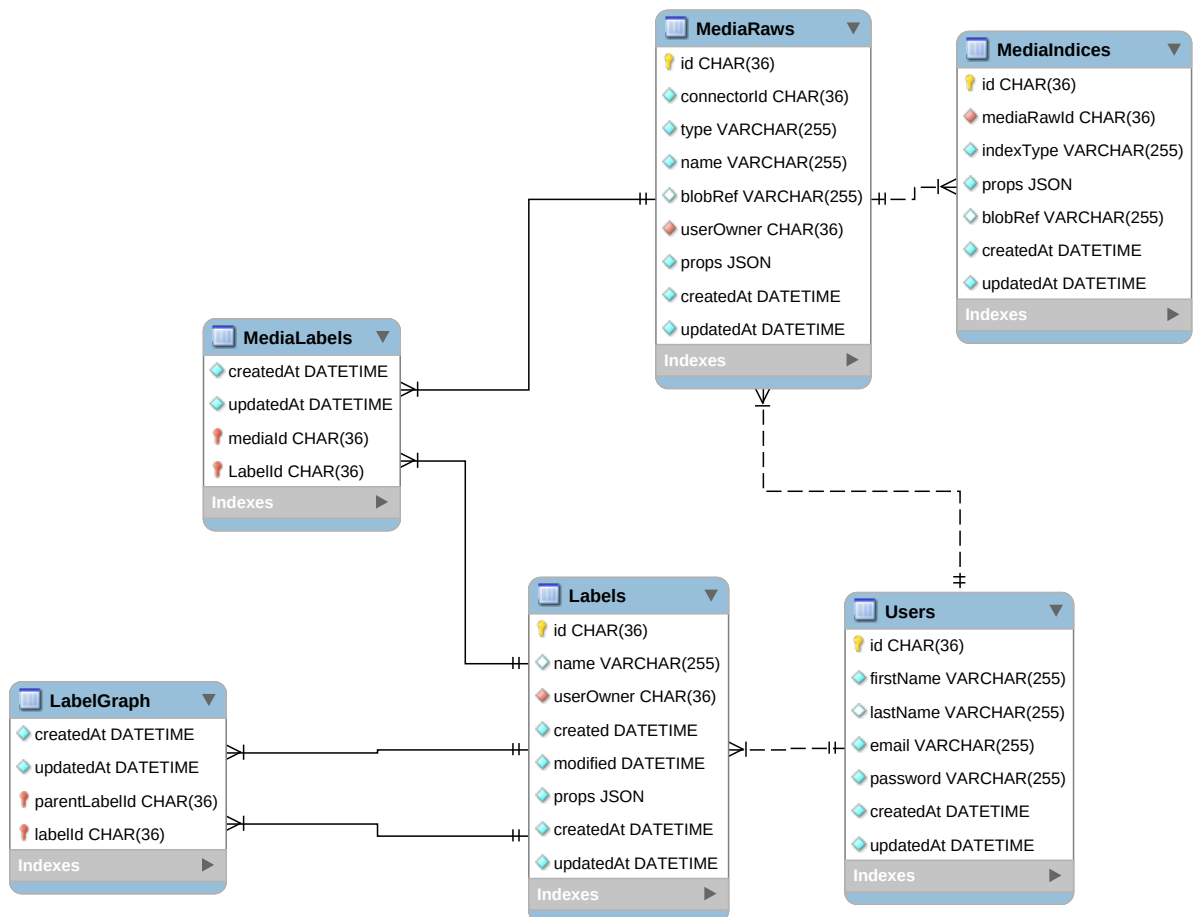 MediaRaws
id CHAR(36)
connectorId CHAR(36)
type VARCHAR(255)
name VARCHAR(255)
blobRef VARCHAR(255)
userOwner CHAR(36)
props JSON
createdAt DATETIME
updatedAt DATETIME
Indexes
MediaIndices
id CHAR(36)
mediaRawId CHAR(36)
indexType VARCHAR(255)
props JSON
blobRef VARCHAR(255)
createdAt DATETIME
updatedAt DATETIME
Indexes
MediaLabels
createdAt DATETIME
updatedAt DATETIME
mediaId CHAR(36)
LabelId CHAR(36)
Indexes
Labels
id CHAR(36)
name VARCHAR(255)
userOwner CHAR(36)
created DATETIME
modified DATETIME
props JSON
createdAt DATETIME
updatedAt DATETIME
Indexes
Users
id CHAR(36)
firstName VARCHAR(255)
lastName VARCHAR(255)
email VARCHAR(255)
password VARCHAR(255)
createdAt DATETIME
updatedAt DATETIME
Indexes
LabelGraph
createdAt DATETIME
updatedAt DATETIME
parentLabelId CHAR(36)
labelId CHAR(36)
Indexes